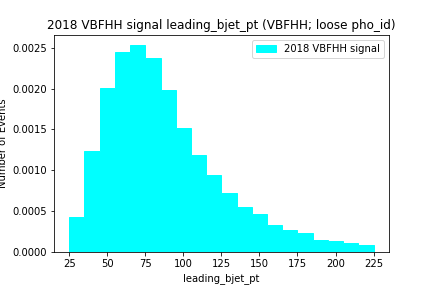 2018 VBFHH signal leading_bjet_pt (VBFHH; loose pho_id)
2018 VBFHH signal
Number of Events
0.0025
0.0020
0.0015
0.0010
0.0005
0.0000
25 50 75 100 125 150 175 200 225
leading_bjet_pt